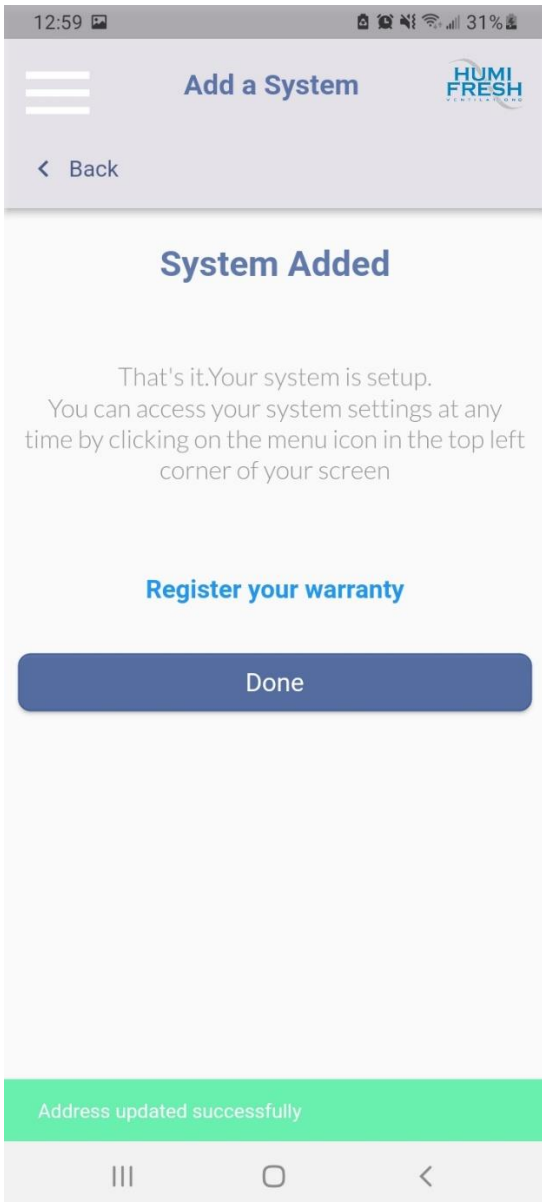 12:59
31%
Add a System
HUMI
FRESH
VENTILATIONS
Back
System Added
That's it.Your system is setup.
You can access your system settings at any
time by clicking on the menu icon in the top left
corner of your screen
Register your warranty
Done
Address updated successfully